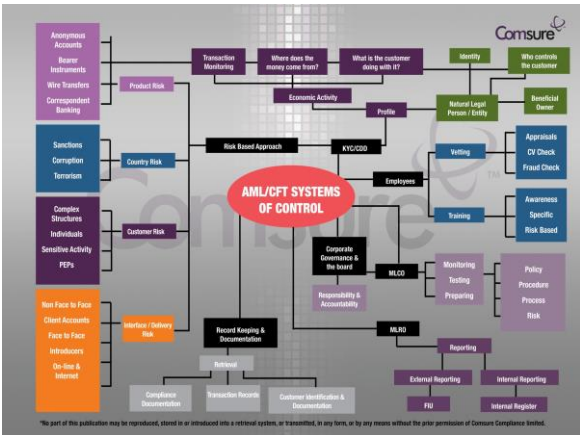 Comsure
Anonymous
Accounts
Bearer
Instruments
Wire Transfers
Correspondent
Banking
Product Risk
Transaction
Monitoring
Where does the
money come from?
What is the customer
doing with it?
Identity
Who controls
the customer
Economic Activity
Profile
Natural Legal
Person / Entity
Beneficial
Owner
Sanctions
Corruption
Terrorism
Country Risk
Risk Based Approach
KYC/CDD
Employees
Vetting
Appraisals
CV Check
Fraud Check
Comsure
TM
AML/CFT SYSTEMS
OF CONTROL
Training
Awareness
Specific
Risk Based
Complex
Structures
Individuals
Sensitive Activity
PEPs
Customer Risk
Corporate
Governance &
the board
MLCO
Monitoring
Testing
Preparing
Policy
Procedure
Process
Risk
Responsibility &
Accountability
Non Face to Face
Client Accounts
Face to Face
Introducers
On-line &
Internet
Interface / Delivery
Risk
Record Keeping &
Documentation
MLRO
Retrieval
Reporting
Compliance
Documentation
Transaction Records
Customer Identification &
Documentation
External Reporting
Internal Reporting
FIU
Internal Register
*No part of this publication may be reproduced, stored in or introduced into a retrieval system, or transmitted, in any form, or by any means without the prior permission of Comsure Compliance limited.